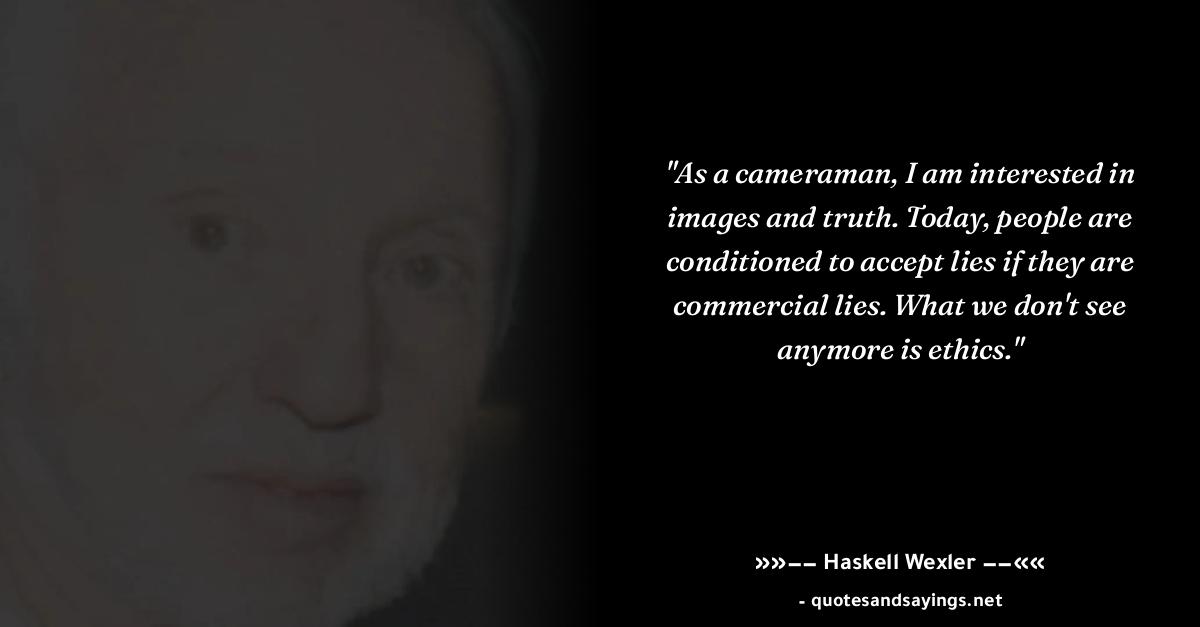 "As a cameraman, I am interested in
images and truth. Today, people are
conditioned to accept lies if they are
commercial lies. What we don't see
anymore is ethics."
»»−− Haskell Wexler −−««
- quotesandsayings.net